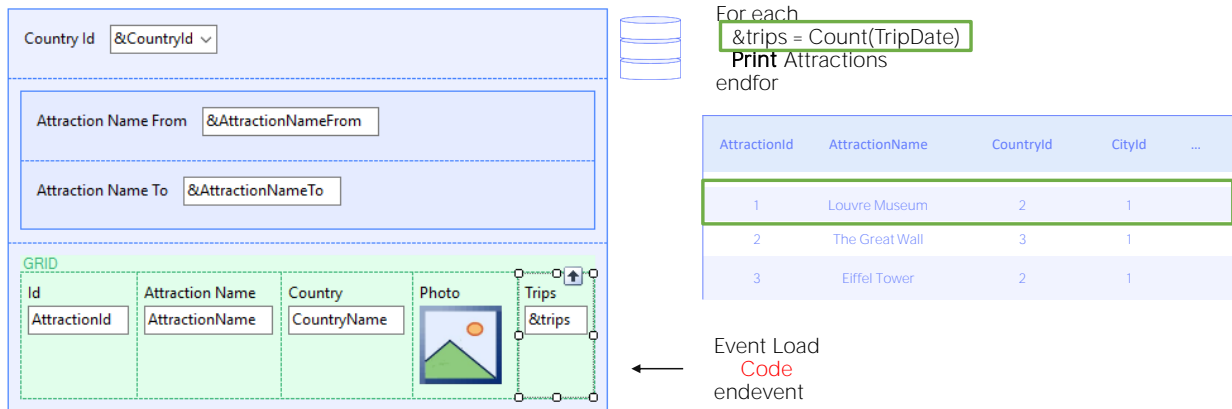 Country Id &CountryId
Attraction Name From &AttractionNameFrom
Attraction Name To &AttractionNameTo
GRID
Id Attraction Name Country Photo Trips
AttractionId AttractionName CountryName &trips
For each
&trips = Count(TripDate)
Print Attractions
endfor
AttractionId AttractionName CountryId CityId ...
1 Louvre Museum 2 1
2 The Great Wall 3 1
3 Eiffel Tower 2 1
Event Load
Code
endevent